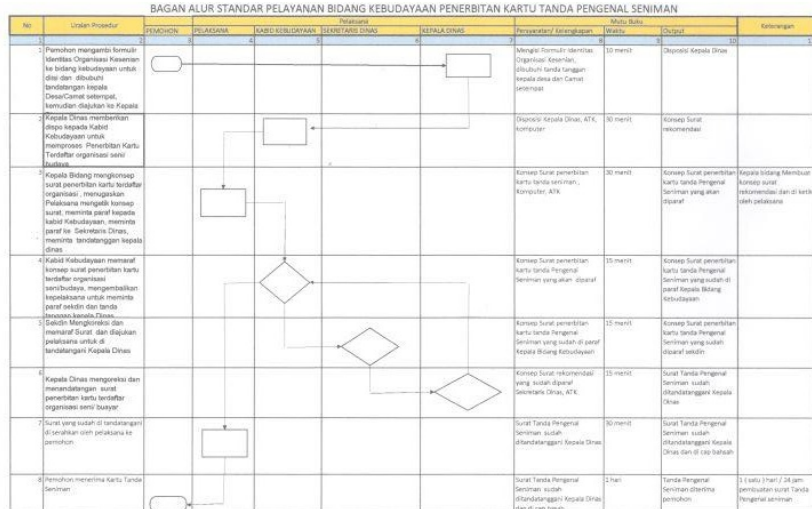 BAGAN ALUR STANDAR PELAYANAN BIDANG KEBUDAYAAN PENERBITAN KARTU TANDA PENGENAL SENIMAN
No Uraian Prosedur Pelaksana Mutu Buku Keterangan
PEMOHON PELAKSANA KABID KEBUDAYAAN SEKRETARIS DINAS KEPALA DINAS Persyaratan/ Kelengkapan Waktu Output
1 2 3 4 5 6 7 8 9 10 11
1 Pemohon mengambi formulir
Identitas Organisasi Kesenian
ke bidang kebudayaan untuk
diisi dan dibubuhi
tandatangan kepala
Desa/Camat setempat,
kemudian diajukan ke Kepala
Mengisi Formulir Identitas
Organisasi Kesenian,
dibubuhi tanda tanggan
kepala desa dan Camat
setempat
10 menit
Disposisi Kepala Dinas
2 Kepala Dinas memberikan
dispo kepada Kabid
Kebudayaan untuk
memproses Penerbitan Kartu
Terdaftar organisasi seni/
budaya
Disposisi Kepala Dinas, ATK,
komputer
30 menit
Konsep Surat
rekomendasi
3 Kepala Bidang mengkonsep
surat penerbitan kartu terdaftar
organisasi , menugaskan
Pelaksana mengetik konsep
surat, meminta paraf kepada
kabid Kebudayaan, meminta
paraf ke Sekretaris Dinas,
meminta tandatanggan kepala
dinas
Konsep Surat penerbitan
kartu tanda seniman ,
Komputer, ATK
30 menit
Konsep Surat penerbitan
kartu tanda Pengenal
Seniman yang akan
diparaf
Kepala bidang Membuat
konsep surat
rekomendasi dan di ketik
oleh pelaksana
4 Kabid Kebudayaan memaraf
konsep surat penerbitan kartu
terdaftar organisasi
seni/budaya, mengembalikan
kepelaksana untuk meminta
paraf sekdin dan tanda
tanggan kepala Dinas
Konsep Surat penerbitan
kartu tanda Pengenal
Seniman yang akan diparaf
15 menit
Konsep Surat penerbitan
kartu tanda Pengenal
Seniman yang sudah di
paraf Kepala Bidang
Kebudayaan
5 Sekdin Mengkoreksi dan
memaraf Surat dan diajukan
pelaksana untuk di
tandatangani Kepala Dinas
Konsep Surat penerbitan
kartu tanda Pengenal
Seniman yang sudah di paraf
Kepala Bidang Kebudayaan
15 menit
Konsep Surat penerbitan
kartu tanda Pengenal
Seniman yang sudah
diparaf sekdin
6 Kepala Dinas mengoreksi dan
menandatangan surat
penerbitan kartu terdaftar
organisasi seni/ buayar
Konsep Surat rekomendasi
yang sudah diparaf
Sekretaris Dinas, ATK
15 menit
Surat Tanda Pengenal
Seniman sudah
ditandatanggani Kepala
Dinas
7 Surat yang sudah di tandatangani
di serahkan oleh pelaksana ke
pemohon
Surat Tanda Pengenal
Seniman sudah
ditandatanggani Kepala Dinas
30 menit
Surat Tanda Pengenal
Seniman sudah
ditandatanggani Kepala
Dinas dan di cap basah
8 Pemohon menerima Kartu Tanda
Seniman
Surat Tanda Pengenal
Seniman sudah
ditandatanggani Kepala Dinas
dan di cap basah
1 hari
Tanda Pengenal
Seniman diterima
pemohon
1 ( satu ) hari / 24 jam
pembuatan surat Tanda
Pengenal seniman